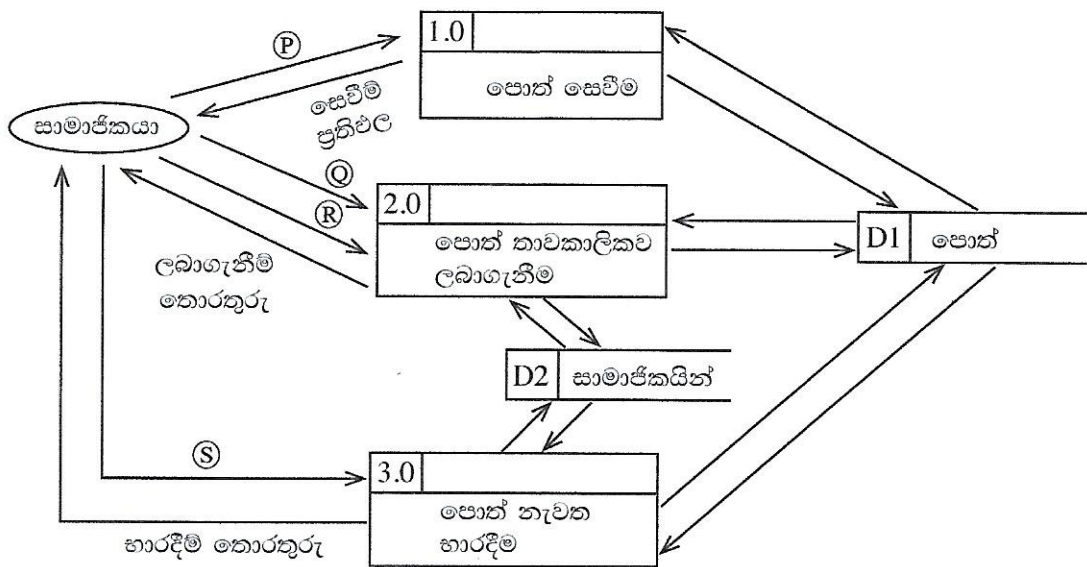 Ⓟ
1.0
පොත් සෙවීම
සෙවීම්
ප්‍රතිඵල
සාමාජිකයා
Ⓠ
Ⓡ
2.0
පොත් තාවකාලිකව
ලබාගැනීම
D1 පොත්
ලබාගැනීම්
තොරතුරු
D2 සාමාජිකයින්
Ⓢ
3.0
පොත් නැවත
භාරදීම
භාරදීම් තොරතුරු